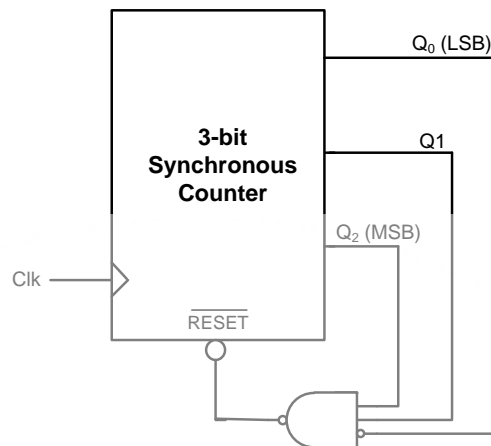 Q₀ (LSB)
3-bit
Synchronous
Counter
Q1
Q₂ (MSB)
Clk
RESET